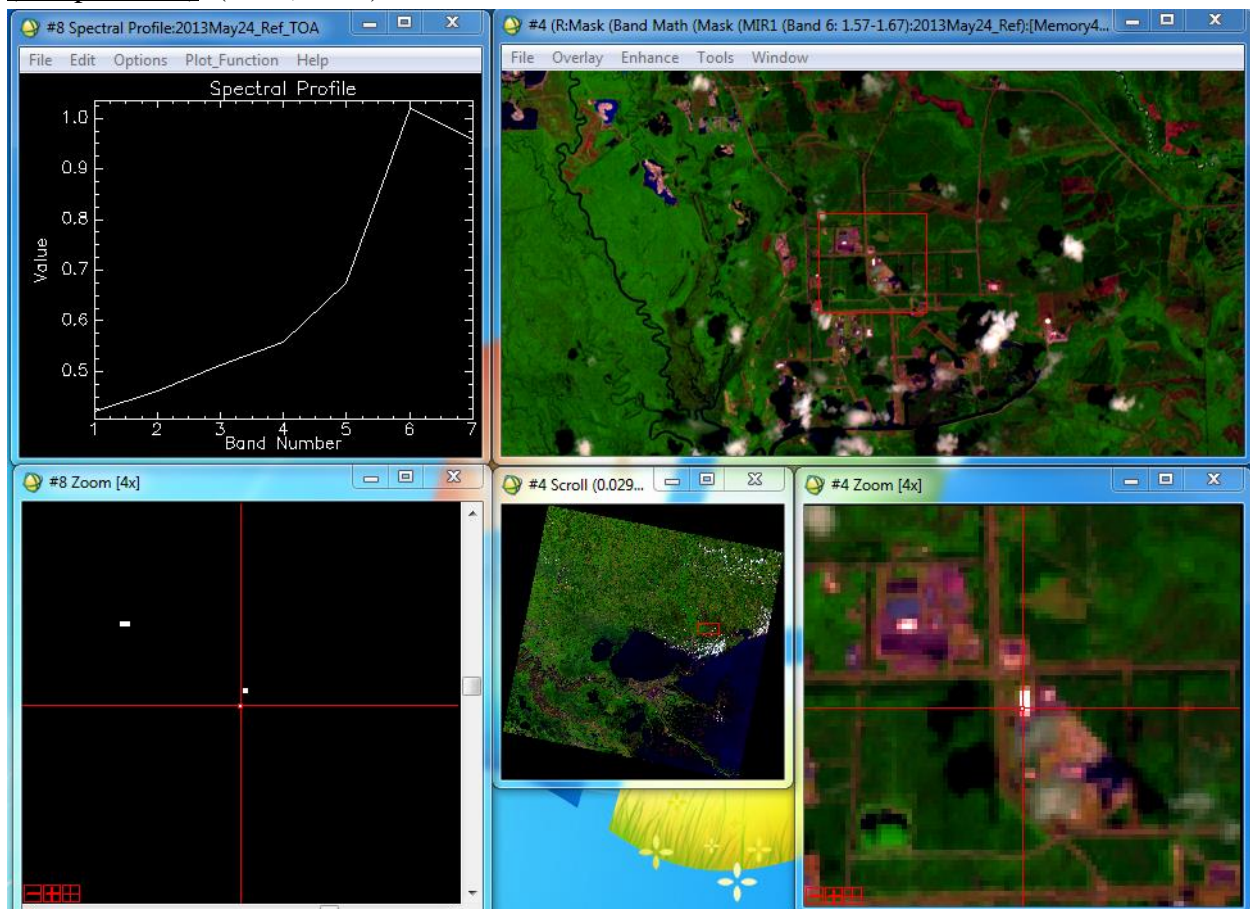 #8 Spectral Profile:2013May24_Ref_TOA
File Edit Options Plot_Function Help
Spectral Profile
1.0
0.9
0.8
0.7
0.6
0.5
Value
1 2 3 4 5 6 7
Band Number
#4 (R:Mask (Band Math (Mask (MIR1 (Band 6: 1.57-1.67):2013May24_Ref):[Memory4...
File Overlay Enhance Tools Window
#8 Zoom [4x]
#4 Scroll (0.029...
#4 Zoom [4x]